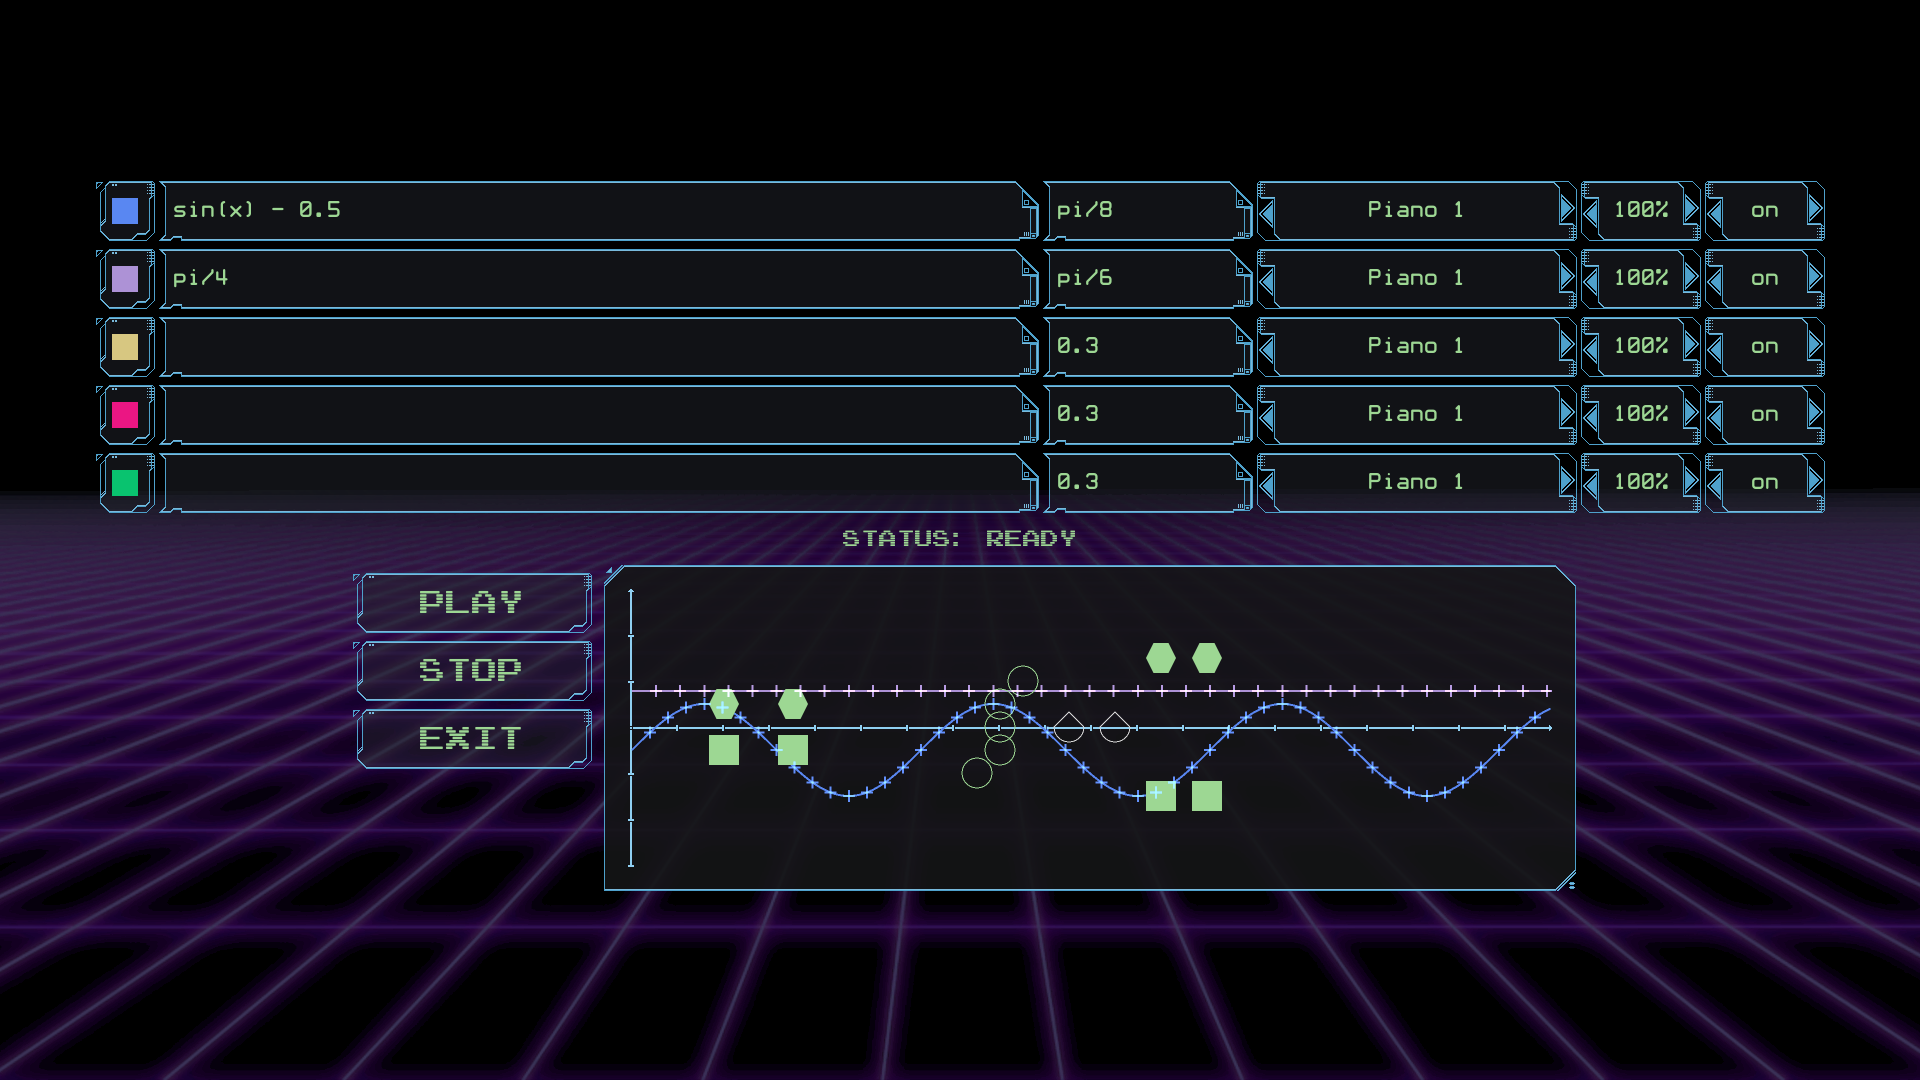 sin(x) - 0.5 pi/8 Piano 1 100% on
pi/4 pi/6 Piano 1 100% on
0.3 Piano 1 100% on
0.3 Piano 1 100% on
0.3 Piano 1 100% on
STATUS: READY
PLAY
STOP
EXIT